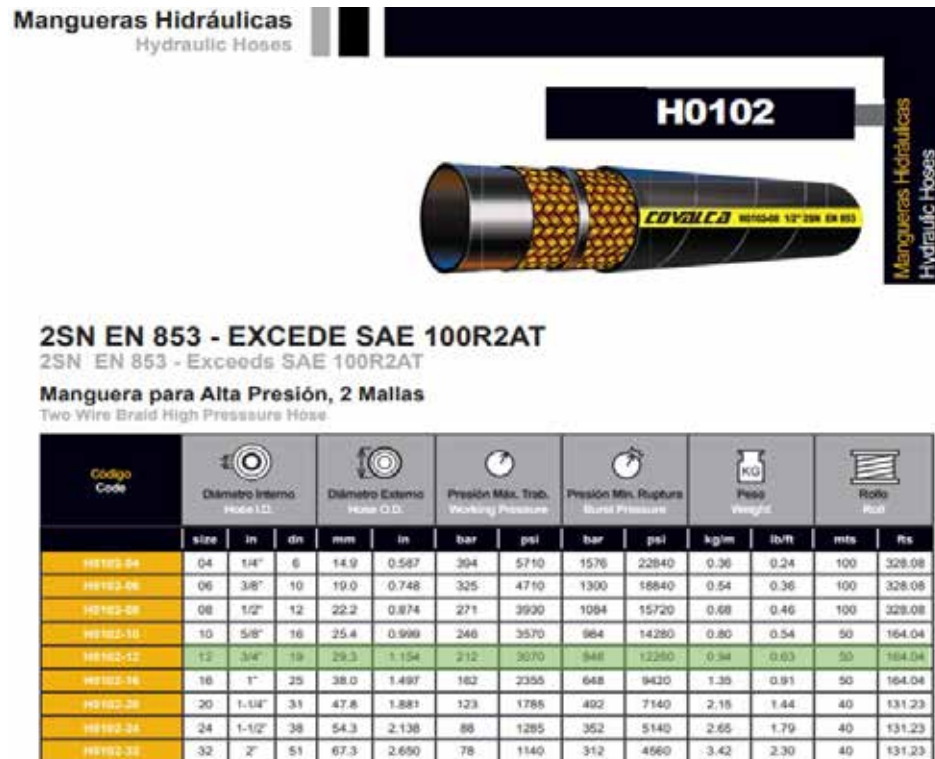 Mangueras Hidráulicas
Hydraulic Hoses
H0102
Mangueras Hidráulicas
Hydraulic Hoses
COVALCA H0102-08 1/2" 2SN EN 853
2SN EN 853 - EXCEDE SAE 100R2AT
2SN EN 853 - Exceeds SAE 100R2AT
Manguera para Alta Presión, 2 Mallas
Two Wire Braid High Presssure Hose
Código Diámetro Interno Diámetro Externo Presión Máx. Trab. Presión Min. Ruptura Peso Rollo
Code Hose I.D. Hose O.D. Working Pressure Burst Pressure Weight Roll
KG
size in dn mm in bar psi bar psi kg/m lb/ft mts fts
H0102-04 04 1/4" 6 14.9 0.587 394 5710 1576 22840 0.36 0.24 100 328.08
H0102-06 06 3/8" 10 19.0 0.748 325 4710 1300 18840 0.54 0.36 100 328.08
H0102-08 08 1/2" 12 22.2 0.874 271 3930 1084 15720 0.68 0.46 100 328.08
H0102-10 10 5/8" 16 25.4 0.999 246 3570 984 14280 0.80 0.54 50 164.04
H0102-12 12 3/4" 19 29.3 1.154 212 3070 848 12280 0.94 0.63 50 164.04
H0102-16 16 1" 25 38.0 1.497 162 2355 648 9420 1.35 0.91 50 164.04
H0102-20 20 1-1/4" 31 47.8 1.881 123 1785 492 7140 2.15 1.44 40 131.23
H0102-24 24 1-1/2" 38 54.3 2.138 88 1285 352 5140 2.65 1.79 40 131.23
H0102-32 32 2" 51 67.3 2.650 78 1140 312 4560 3.42 2.30 40 131.23